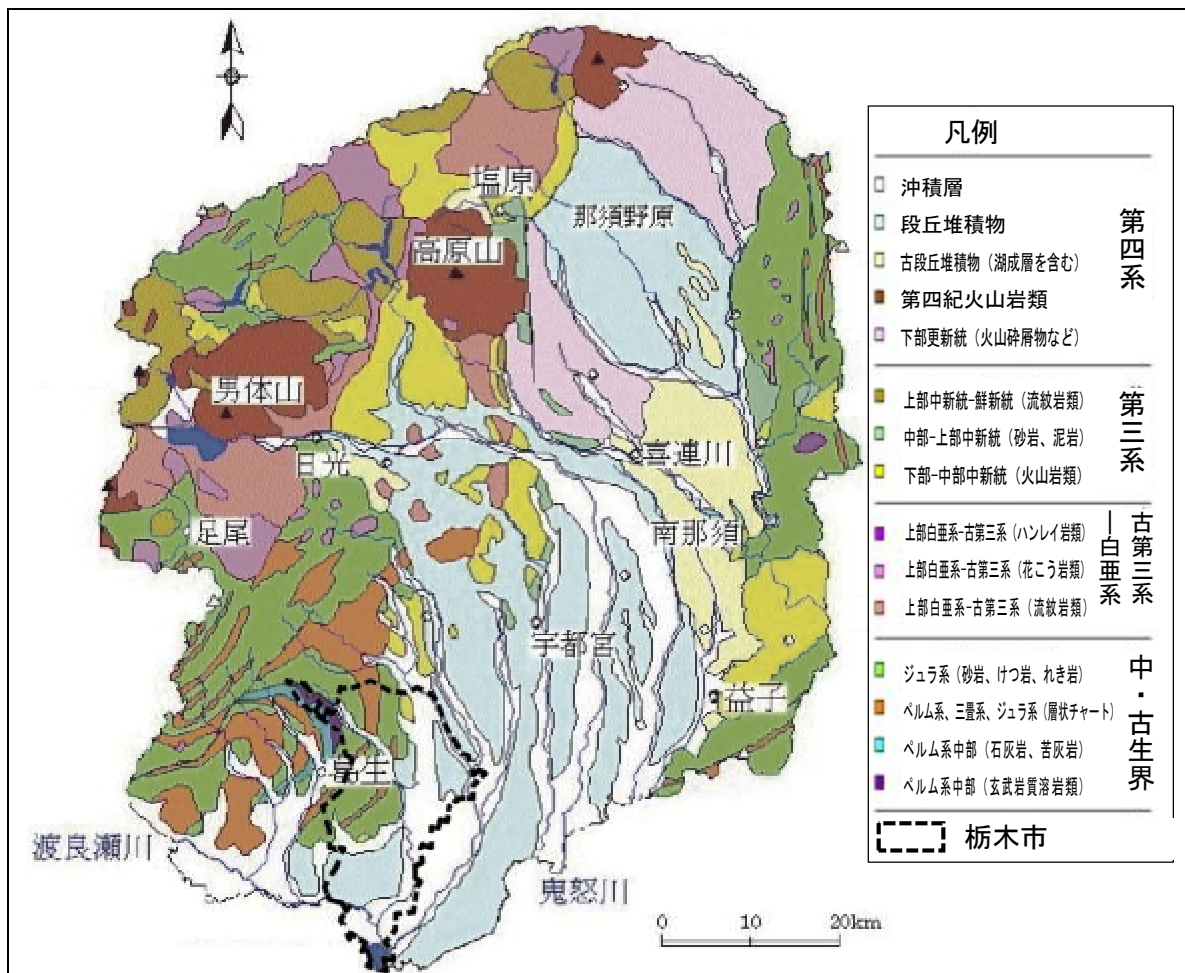 塩原
那須野原
高原山
男体山
日光
喜連川
足尾
南那須
宇都宮
益子
葛生
渡良瀬川
鬼怒川
0 10 20km
凡例
沖積層
段丘堆積物
古段丘堆積物（湖成層を含む）
第四紀火山岩類
下部更新統（火山砕屑物など）
第四系
上部中新統-鮮新統（流紋岩類）
中部-上部中新統（砂岩、泥岩）
下部-中部中新統（火山岩類）
第三系
上部白亜系-古第三系（ハンレイ岩類）
上部白亜系-古第三系（花こう岩類）
上部白亜系-古第三系（流紋岩類）
古第三系
ー白亜系
ジュラ系（砂岩、けつ岩、れき岩）
ペルム系、三畳系、ジュラ系（層状チャート）
ペルム系中部（石灰岩、苦灰岩）
ペルム系中部（玄武岩質溶岩類）
中・古生界
栃木市